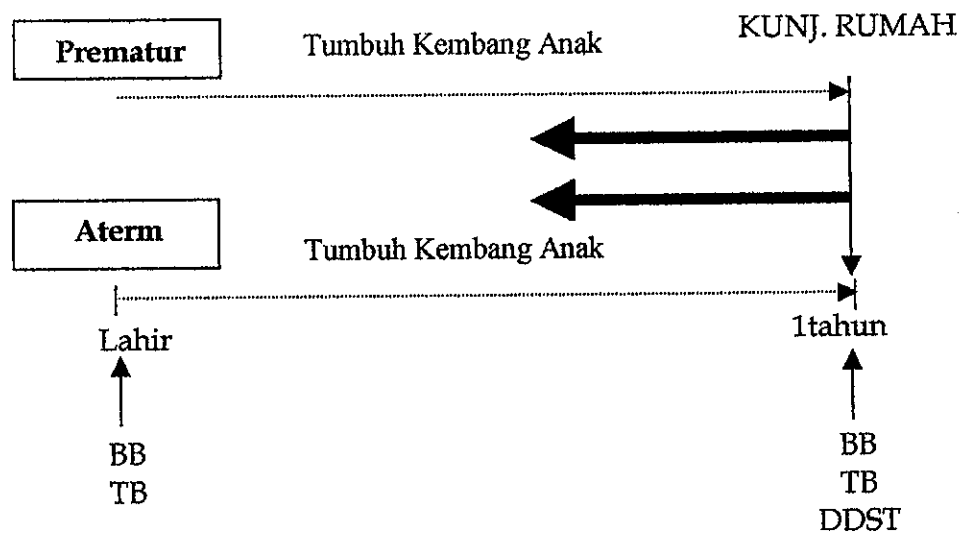 Prematur
Tumbuh Kembang Anak
KUNJ. RUMAH
Aterm
Tumbuh Kembang Anak
Lahir
1tahun
BB
TB
BB
TB
DDST